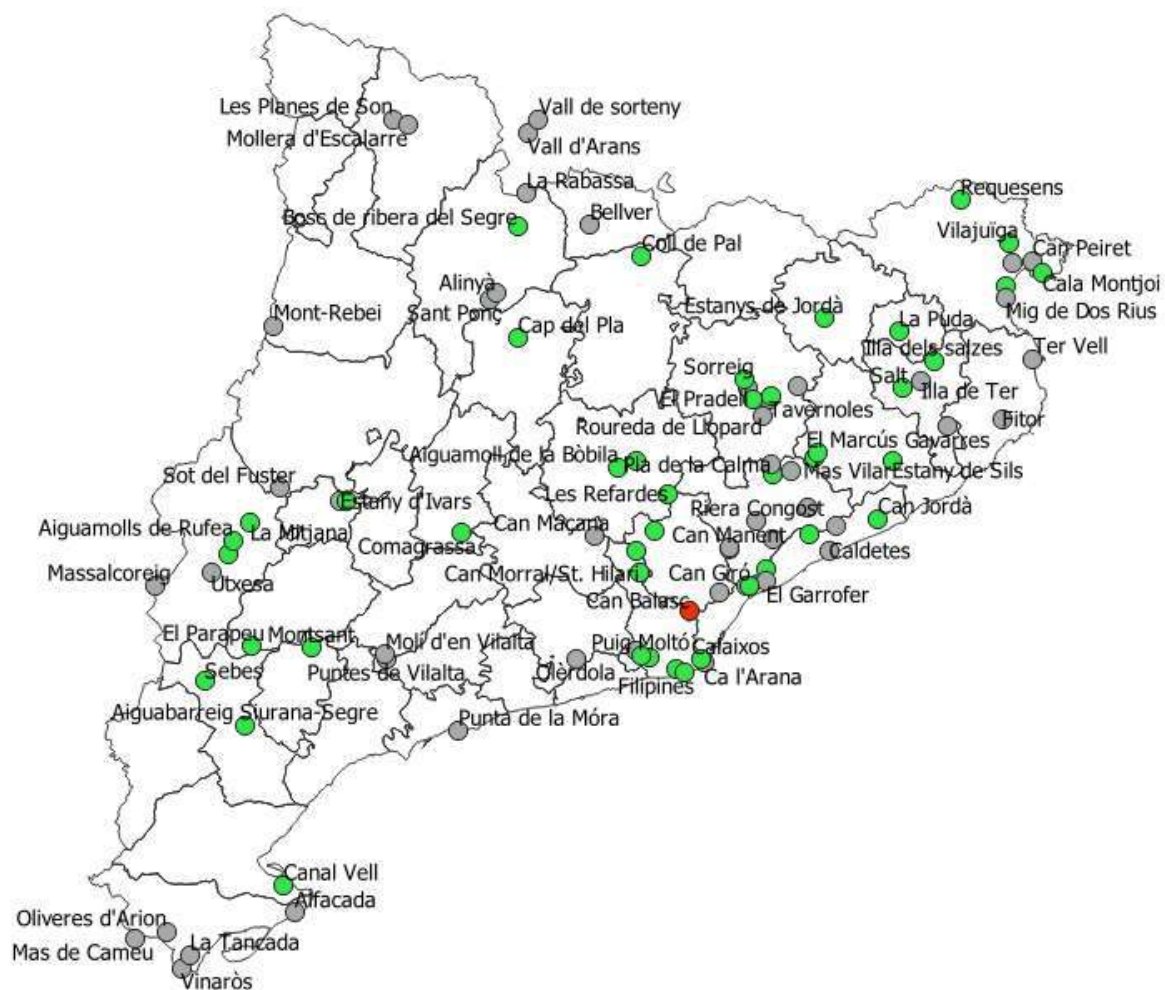 Les Planes de Son
Vall de sorteny
Mollera d'Escalarre
Vall d'Arans
La Rabassa
Requesens
Bosc de ribera del Segre
Bellver
Vilajuïga
Coll de Pal
Can Peiret
Alinyà
Cala Montjoi
Mont-Rebei
Sant Ponç
Estanys de Jordà
Mig de Dos Rius
Cap del Pla
La Puda
Illa dels salzes
Ter Vell
Sorreig
Salt
El Pradell
Illa de Ter
Tavernoles
Fitor
Roureda de Llopard
El Marcús
Gavarres
Aiguamoll de la Bòbila
Pla de la Calma
Mas Vilar
Estany de Sils
Sot del Fuster
Les Refardes
Estany d'Ivars
Riera Congost
Can Jordà
Aiguamolls de Rufea
La Mitjana
Can Maçana
Can Manent
Comagrassa
Caldetes
Massalcoreig
Utxesa
Can Morral/St. Hilari
Can Giró
El Garrofer
Can Balasc
El Parapeu
Montsant
Molí d'en Vilalta
Puig Moltó
Calaixos
Sebes
Puntes de Vilalta
Olèrdola
Filipines
Ca l'Arana
Aiguabarreig Siurana-Segre
Punta de la Móra
Canal Vell
Alfacada
Oliveres d'Arion
Mas de Cameu
La Tancada
Vinaròs